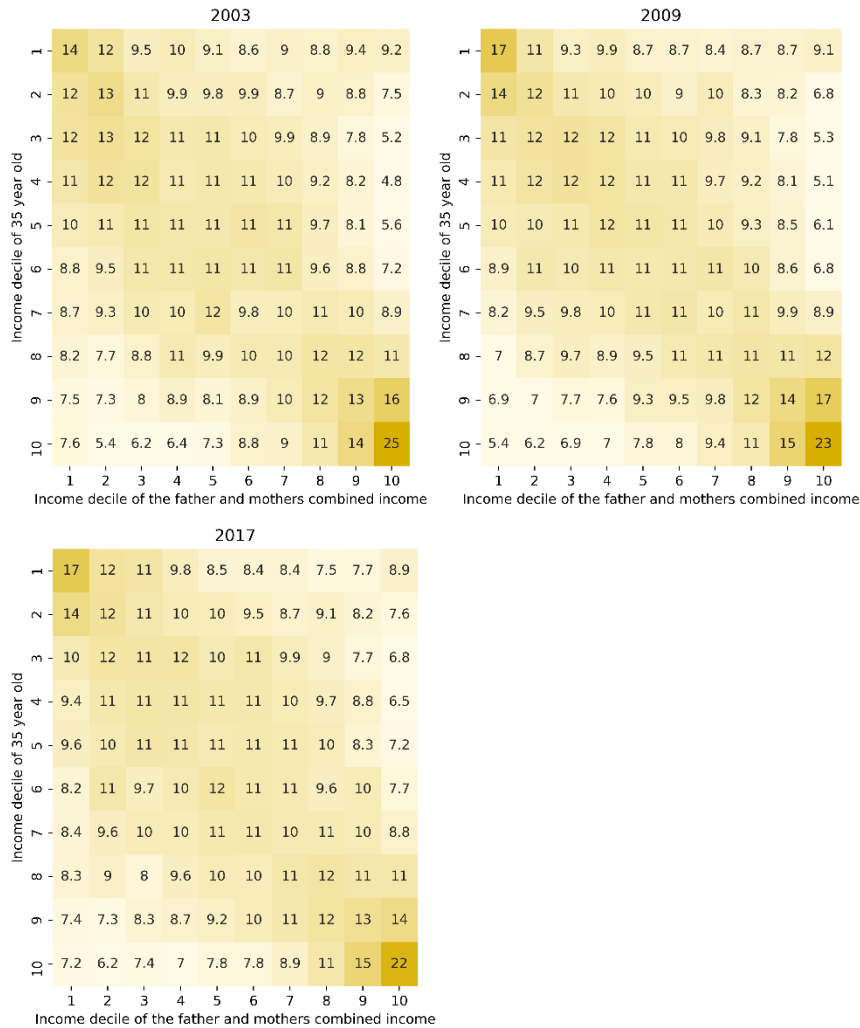 2003
Income decile of 35 year old
1 14 12 9.5 10 9.1 8.6 9 8.8 9.4 9.2
2 12 13 11 9.9 9.8 9.9 8.7 9 8.8 7.5
3 12 13 12 11 11 10 9.9 8.9 7.8 5.2
4 11 12 12 11 11 11 10 9.2 8.2 4.8
5 10 11 11 11 11 11 11 9.7 8.1 5.6
6 8.8 9.5 11 11 11 11 11 9.6 8.8 7.2
7 8.7 9.3 10 10 12 9.8 10 11 10 8.9
8 8.2 7.7 8.8 11 9.9 10 10 12 12 11
9 7.5 7.3 8 8.9 8.1 8.9 10 12 13 16
10 7.6 5.4 6.2 6.4 7.3 8.8 9 11 14 25
1 2 3 4 5 6 7 8 9 10
Income decile of the father and mothers combined income
2009
Income decile of 35 year old
1 17 11 9.3 9.9 8.7 8.7 8.4 8.7 8.7 9.1
2 14 12 11 10 10 9 10 8.3 8.2 6.8
3 11 12 12 12 11 10 9.8 9.1 7.8 5.3
4 11 12 12 12 11 11 9.7 9.2 8.1 5.1
5 10 10 11 12 11 11 10 9.3 8.5 6.1
6 8.9 11 10 11 11 11 11 10 8.6 6.8
7 8.2 9.5 9.8 10 11 11 10 11 9.9 8.9
8 7 8.7 9.7 8.9 9.5 11 11 11 11 12
9 6.9 7 7.7 7.6 9.3 9.5 9.8 12 14 17
10 5.4 6.2 6.9 7 7.8 8 9.4 11 15 23
1 2 3 4 5 6 7 8 9 10
Income decile of the father and mothers combined income
2017
Income decile of 35 year old
1 17 12 11 9.8 8.5 8.4 8.4 7.5 7.7 8.9
2 14 12 11 10 10 9.5 8.7 9.1 8.2 7.6
3 10 12 11 12 10 11 9.9 9 7.7 6.8
4 9.4 11 11 11 11 11 10 9.7 8.8 6.5
5 9.6 10 11 11 11 11 11 10 8.3 7.2
6 8.2 11 9.7 10 12 11 11 9.6 10 7.7
7 8.4 9.6 10 10 11 11 10 11 10 8.8
8 8.3 9 8 9.6 10 10 11 12 11 11
9 7.4 7.3 8.3 8.7 9.2 10 11 12 13 14
10 7.2 6.2 7.4 7 7.8 7.8 8.9 11 15 22
1 2 3 4 5 6 7 8 9 10
Income decile of the father and mothers combined income